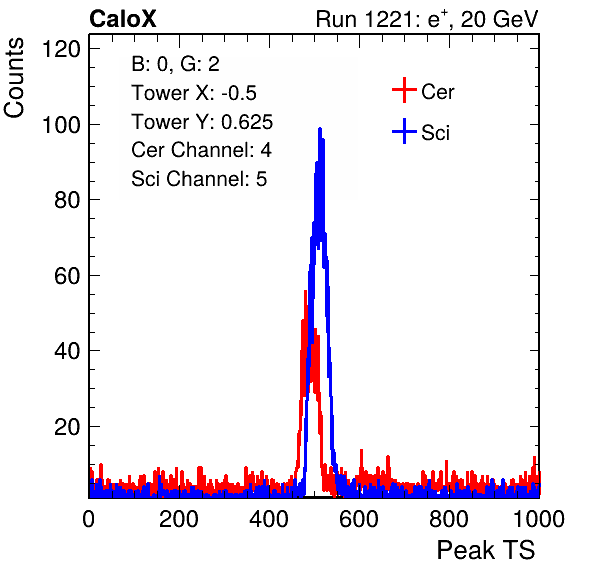 CaloX Run 1221: e+, 20 GeV
Counts
B: 0, G: 2
Tower X: -0.5
Tower Y: 0.625
Cer Channel: 4
Sci Channel: 5
Cer
Sci
120
100
80
60
40
20
0 200 400 600 800 1000
Peak TS